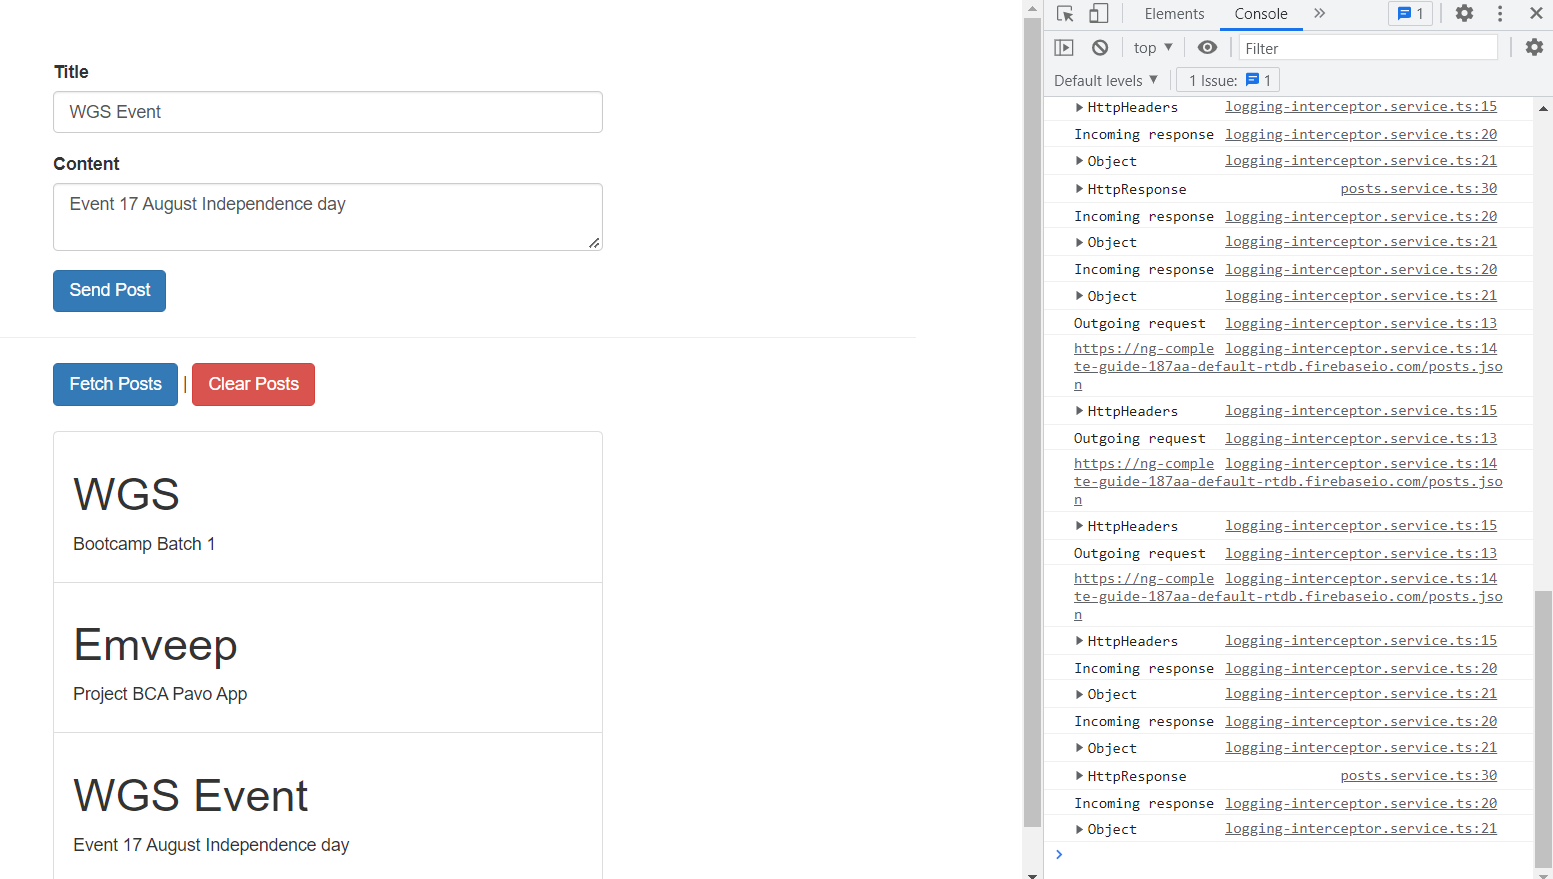 Title
WGS Event
Content
Event 17 August Independence day
Send Post
Fetch Posts | Clear Posts
WGS
Bootcamp Batch 1
Emveep
Project BCA Pavo App
WGS Event
Event 17 August Independence day
Elements Console 1
top Filter
Default levels 1 Issue: 1
HttpHeaders logging-interceptor.service.ts:15
Incoming response logging-interceptor.service.ts:20
Object logging-interceptor.service.ts:21
HttpResponse posts.service.ts:30
Incoming response logging-interceptor.service.ts:20
Object logging-interceptor.service.ts:21
Incoming response logging-interceptor.service.ts:20
Object logging-interceptor.service.ts:21
Outgoing request logging-interceptor.service.ts:13
https://ng-comple logging-interceptor.service.ts:14
te-guide-187aa-default-rtdb.firebaseio.com/posts.jso
n
HttpHeaders logging-interceptor.service.ts:15
Outgoing request logging-interceptor.service.ts:13
https://ng-comple logging-interceptor.service.ts:14
te-guide-187aa-default-rtdb.firebaseio.com/posts.jso
n
HttpHeaders logging-interceptor.service.ts:15
Outgoing request logging-interceptor.service.ts:13
https://ng-comple logging-interceptor.service.ts:14
te-guide-187aa-default-rtdb.firebaseio.com/posts.jso
n
HttpHeaders logging-interceptor.service.ts:15
Incoming response logging-interceptor.service.ts:20
Object logging-interceptor.service.ts:21
Incoming response logging-interceptor.service.ts:20
Object logging-interceptor.service.ts:21
HttpResponse posts.service.ts:30
Incoming response logging-interceptor.service.ts:20
Object logging-interceptor.service.ts:21